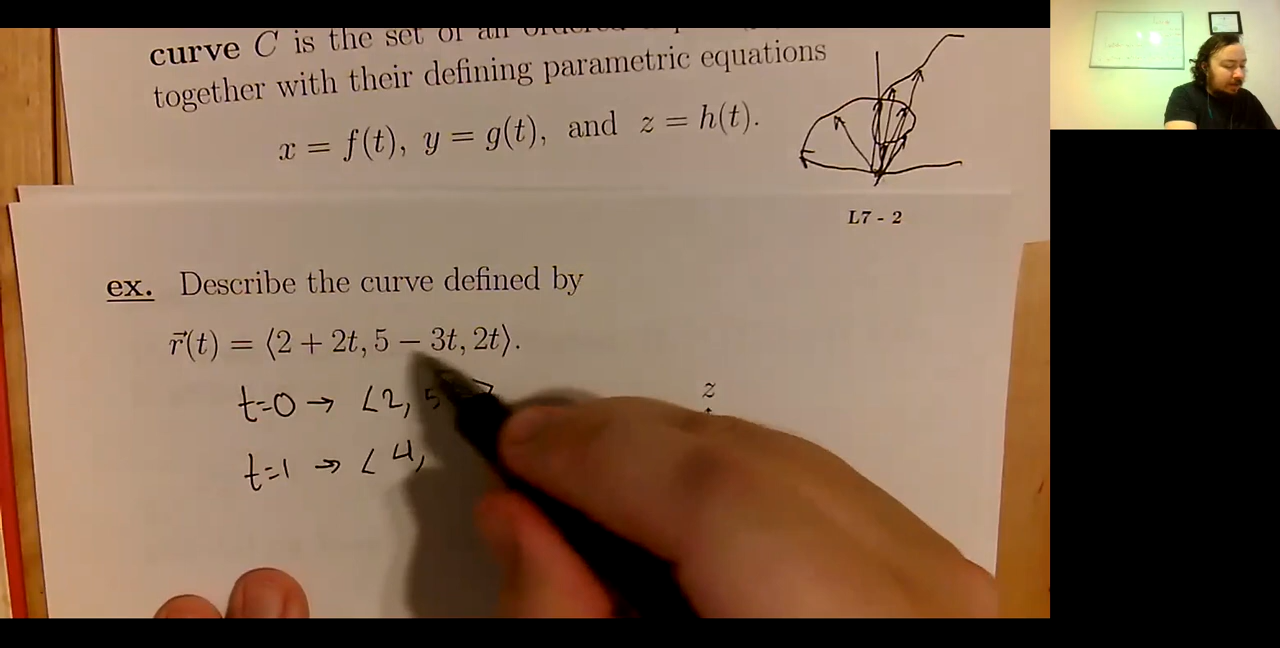 curve C is the set of all
together with their defining parametric equations
x = f(t), y = g(t), and z = h(t).
L7 - 2
ex. Describe the curve defined by
r⃗(t) = ⟨2 + 2t, 5 − 3t, 2t⟩.
t=0 → ⟨2, 5
z
t=1 → ⟨4,